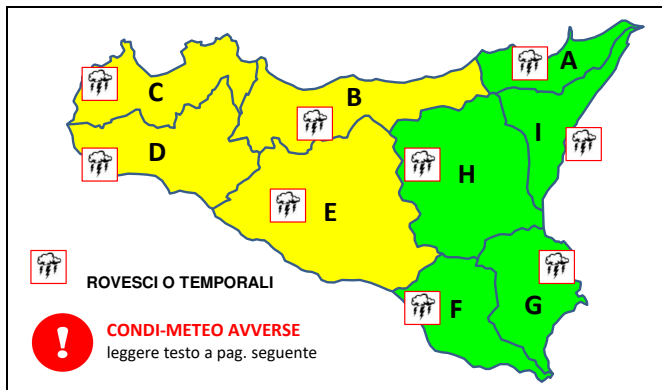 A
B
C
I
D
H
E
F
G
ROVESCI O TEMPORALI
! CONDI-METEO AVVERSE
leggere testo a pag. seguente